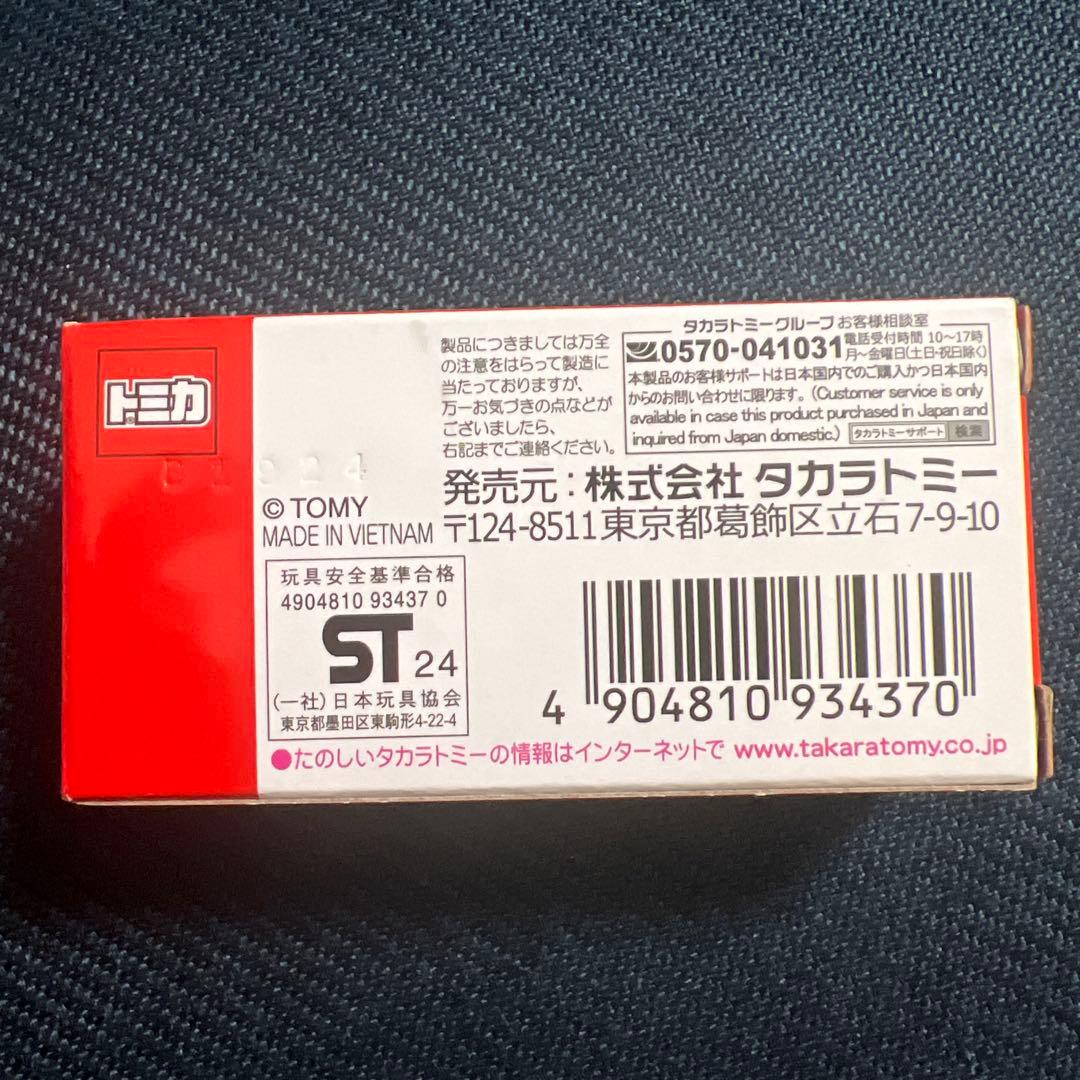 トミカ
製品につきましては万全
の注意をはらって製造に
当たっておりますが、
万一お気づきの点などが
ございましたら、
右記までご連絡ください。
タカラトミーグループ お客様相談室
0570-041031 電話受付時間 10～17時
月～金曜日(土日・祝日除く)
本製品のお客様サポートは日本国内でのご購入かつ日本国内
からのお問い合わせに限ります。(Customer service is only
available in case this product purchased in Japan and
inquired from Japan domestic.) タカラトミーサポート 検索
© TOMY
MADE IN VIETNAM
発売元：株式会社 タカラトミー
〒124-8511 東京都葛飾区立石 7-9-10
玩具安全基準合格
4904810 93437 0
ST 24
(一社)日本玩具協会
東京都墨田区東駒形4-22-4
4 904810 934370
●たのしいタカラトミーの情報はインターネットで www.takaratomy.co.jp